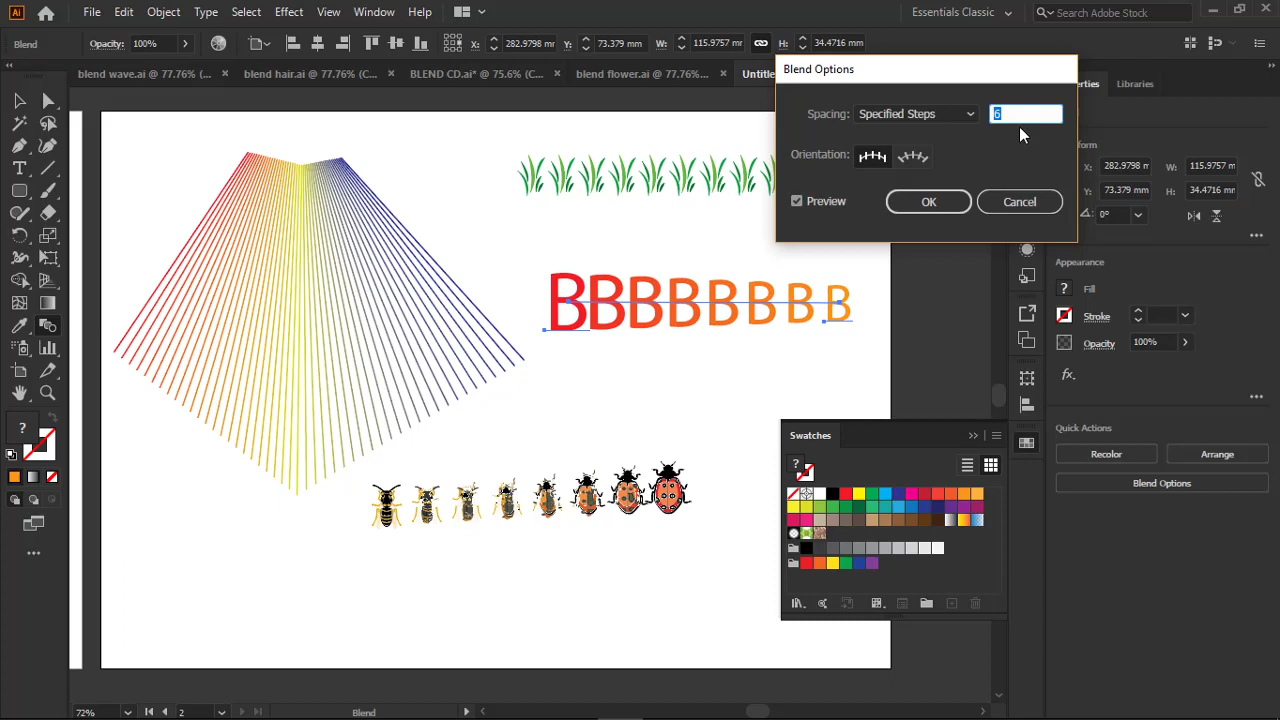 Ai File Edit Object Type Select Effect View Window Help Essentials Classic Search Adobe Stock
Blend Opacity: 100% X: 282.9798 mm Y: 73.379 mm W: 115.9757 mm H: 34.4716 mm
blend wave.ai @ 77.76% (... × blend hair.ai @ 77.76% (... × BLEND CD.ai* @ 75.6% (C... × blend flower.ai @ 77.76%... × Untitle
Blend Options
Spacing: Specified Steps 6
Orientation:
Preview OK Cancel
erties Libraries
orm
X: 282.9798 m W: 115.9757 m
Y: 73.379 mm H: 34.4716 m
0°
Appearance
? Fill
Stroke
Opacity 100%
fx.
Quick Actions
Recolor Arrange
Blend Options
BBBBBBBB
Swatches
?
?
72% 2 Blend